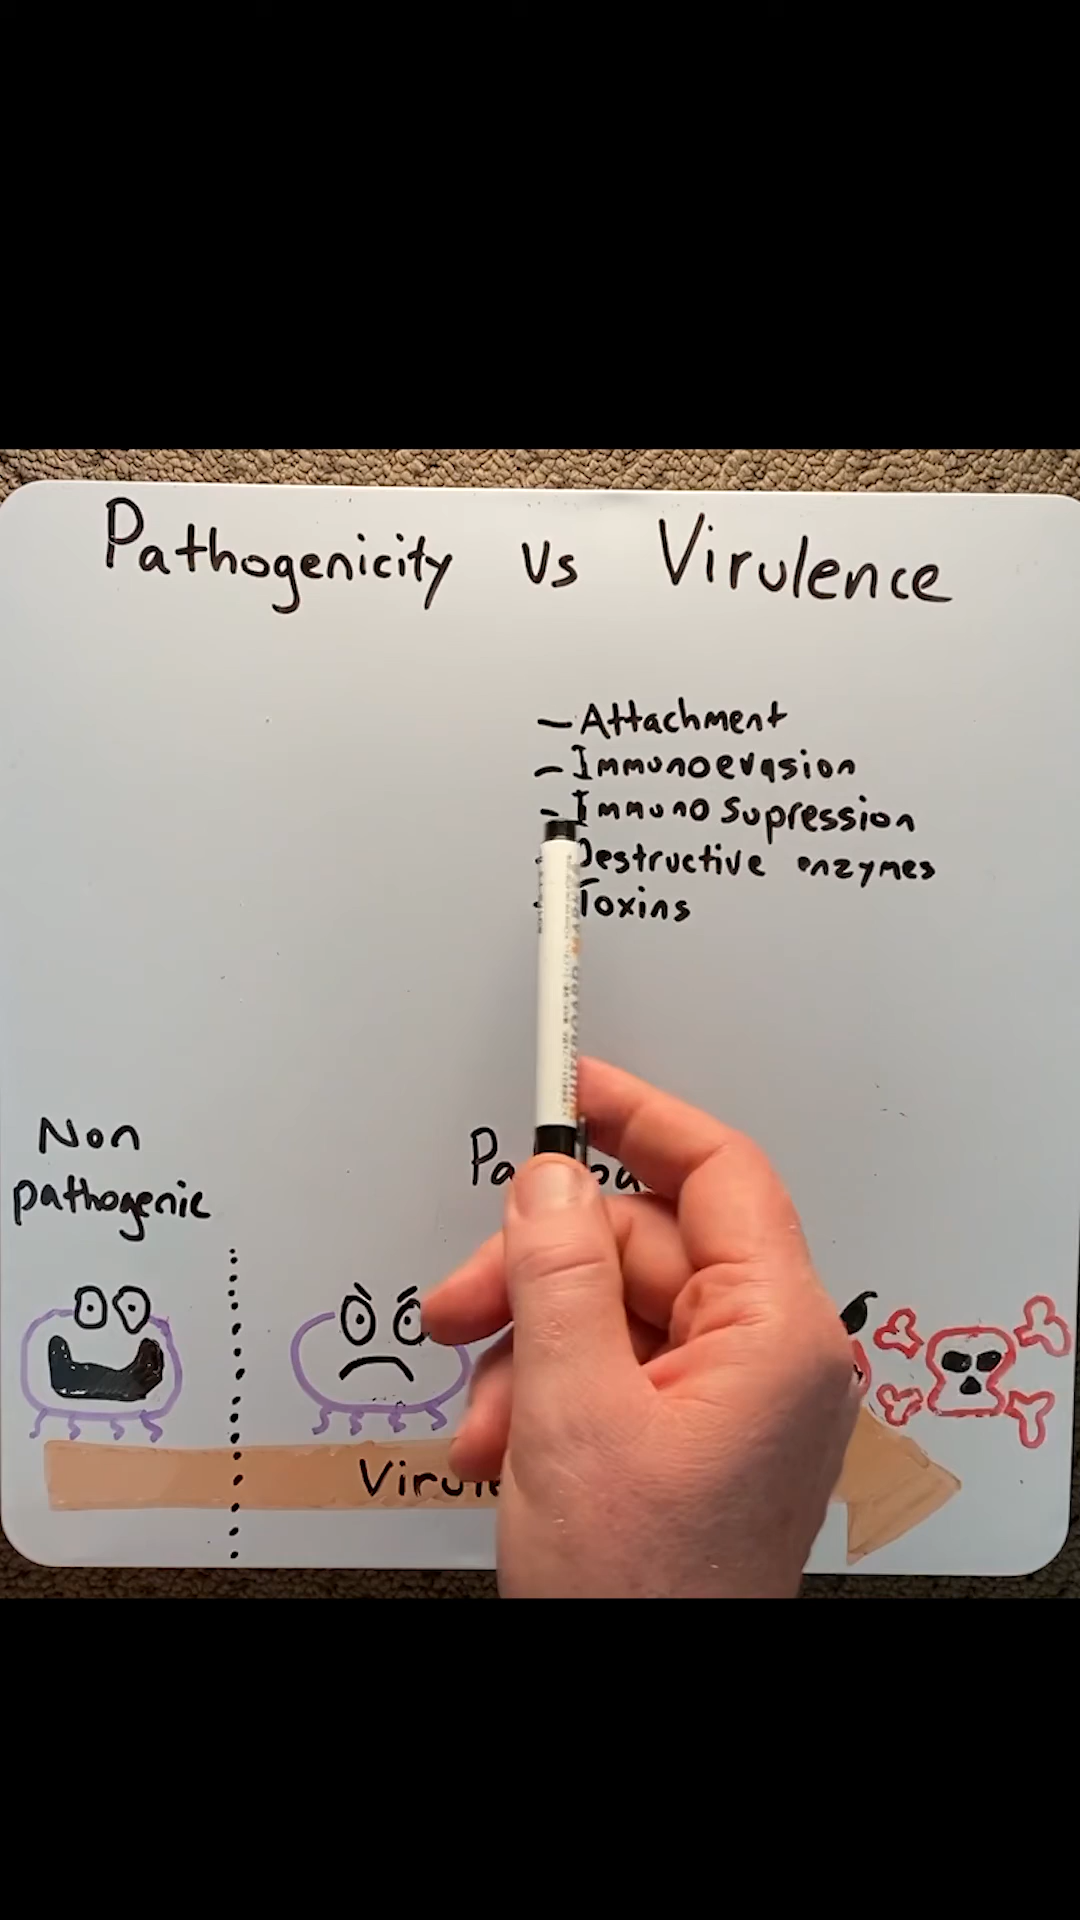 Pathogenicity vs Virulence
- Attachment
- Immunoevasion
- Immuno Supression
Destructive enzymes
- Toxins
Non
pathogenic